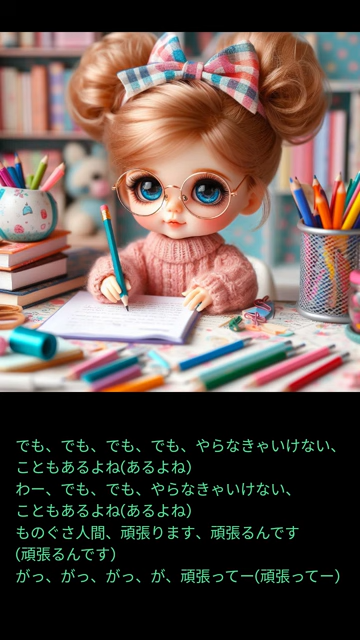 でも、でも、でも、でも、やらなきゃいけない、
こともあるよね(あるよね)
わー、でも、でも、やらなきゃいけない、
こともあるよね(あるよね)
ものぐさ人間、頑張ります、頑張るんです
(頑張るんです)
がっ、がっ、がっ、が、頑張ってー(頑張ってー)